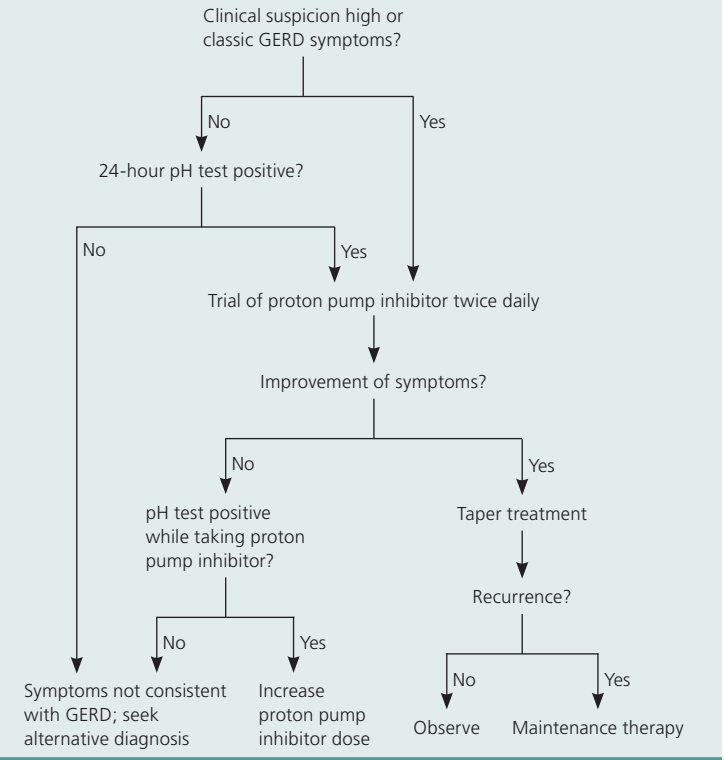 Clinical suspicion high or
classic GERD symptoms?
No
Yes
24-hour pH test positive?
No
Yes
Trial of proton pump inhibitor twice daily
Improvement of symptoms?
No
Yes
pH test positive
while taking proton
pump inhibitor?
Taper treatment
Recurrence?
No
Yes
No
Yes
Symptoms not consistent
with GERD; seek
alternative diagnosis
Increase
proton pump
inhibitor dose
Observe
Maintenance therapy